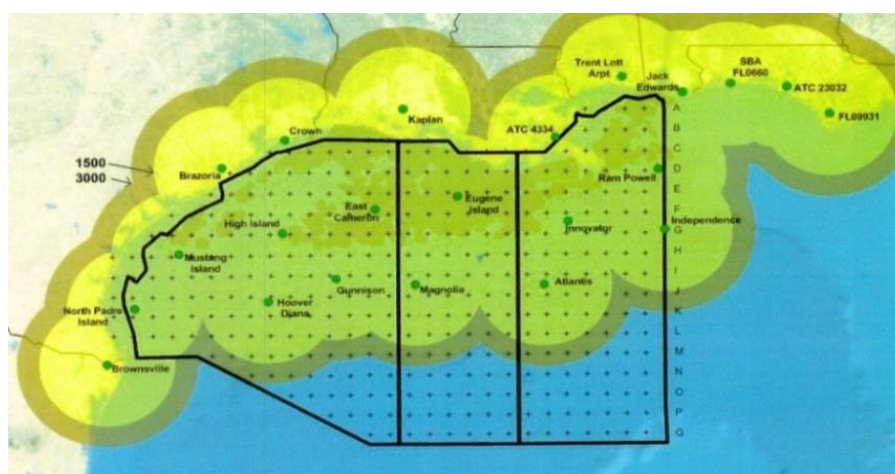 Trent Lott
Arpt
Jack
Edwards
SBA
FL0660
ATC 23032
FL09931
Kaplan
ATC 4334
Crown
Brazoria
1500
3000
A
B
C
D
E
F
G
H
I
J
K
L
M
N
O
P
Q
Ram Powell
Eugene
Island
East
Cameron
High Island
Innovator
Independence
Mustang
Island
Gunnison
Magnolia
Atlantis
Hoover
Diana
North Padre
Island
Brownsville